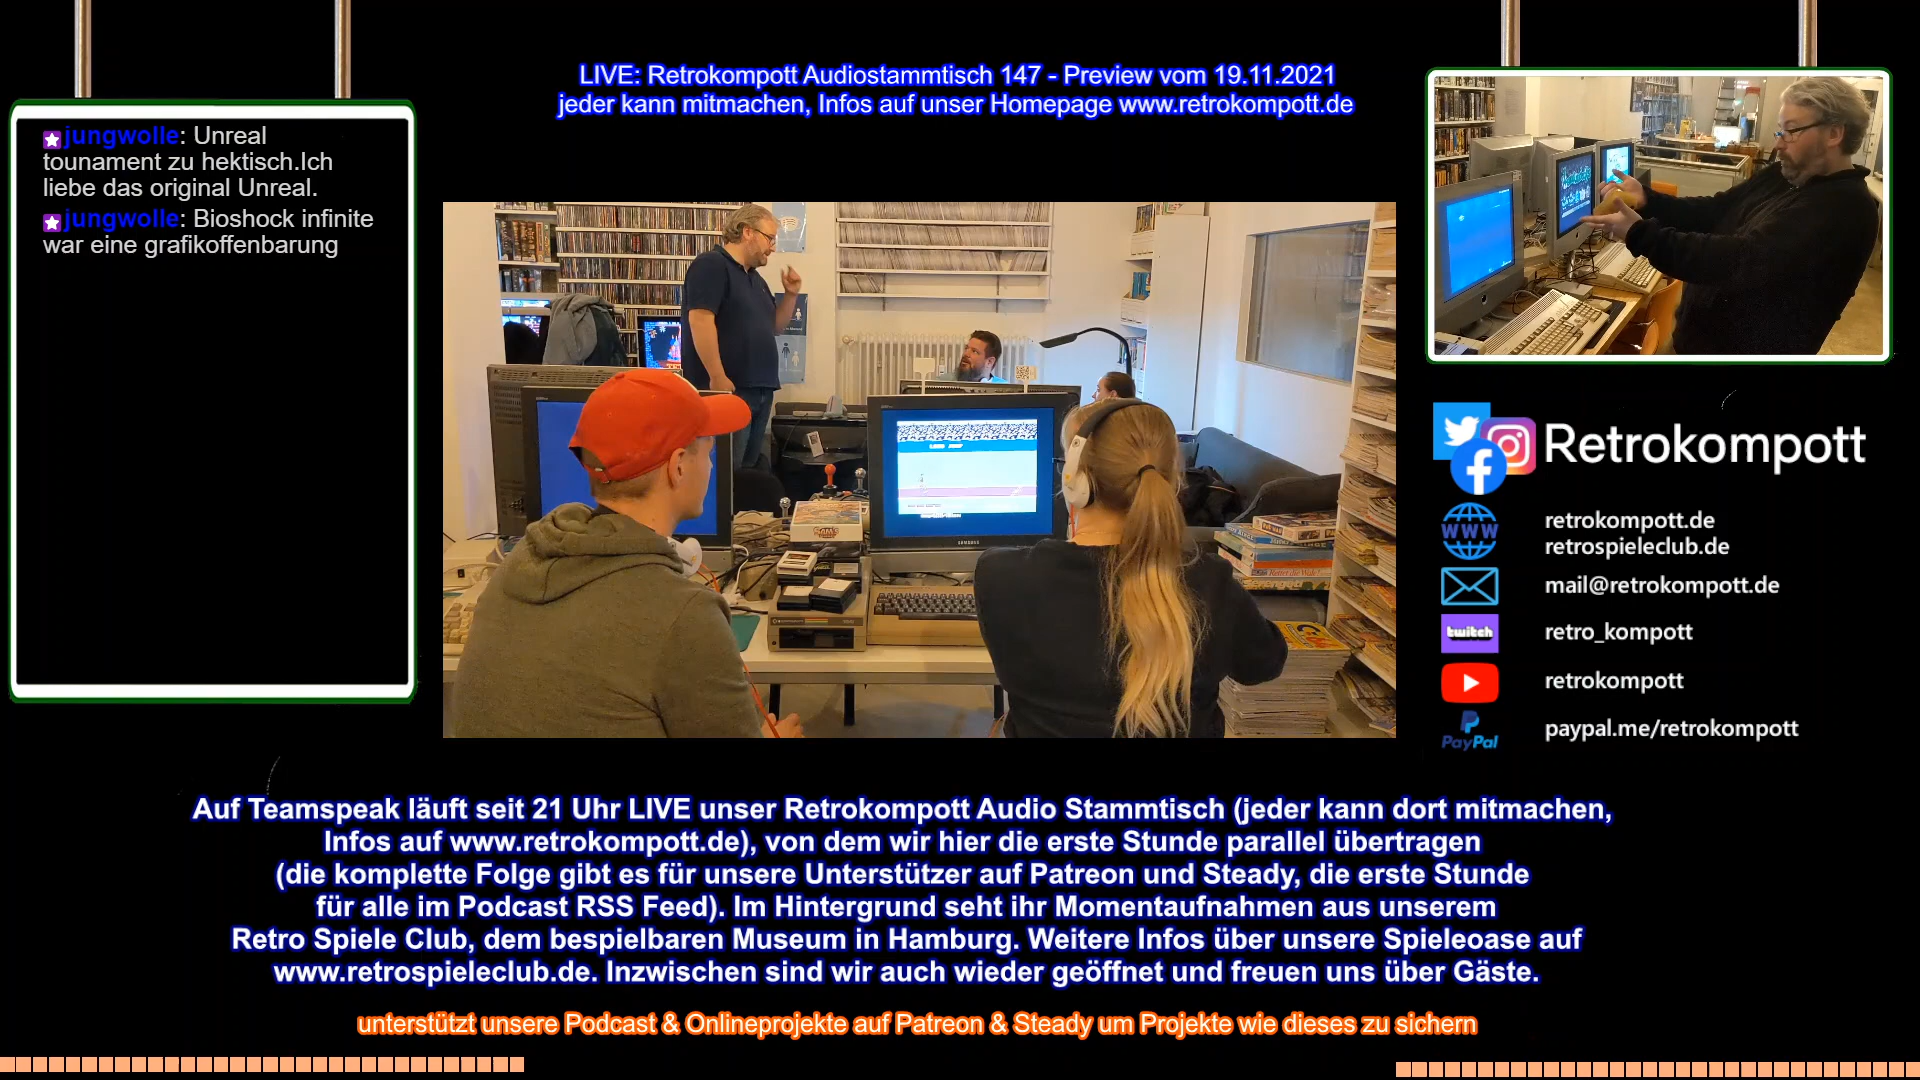 LIVE: Retrokompott Audiostammtisch 147 - Preview vom 19.11.2021
jeder kann mitmachen, Infos auf unser Homepage www.retrokompott.de
jungwolle: Unreal
tounament zu hektisch.Ich
liebe das original Unreal.
jungwolle: Bioshock infinite
war eine grafikoffenbarung
SAMSUNG
Retrokompott
WWW
retrokompott.de
retrospieleclub.de
mail@retrokompott.de
twitch
retro_kompott
retrokompott
PayPal
paypal.me/retrokompott
Auf Teamspeak läuft seit 21 Uhr LIVE unser Retrokompott Audio Stammtisch (jeder kann dort mitmachen,
Infos auf www.retrokompott.de), von dem wir hier die erste Stunde parallel übertragen
(die komplette Folge gibt es für unsere Unterstützer auf Patreon und Steady, die erste Stunde
für alle im Podcast RSS Feed). Im Hintergrund seht ihr Momentaufnahmen aus unserem
Retro Spiele Club, dem bespielbaren Museum in Hamburg. Weitere Infos über unsere Spieleoase auf
www.retrospieleclub.de. Inzwischen sind wir auch wieder geöffnet und freuen uns über Gäste.
unterstützt unsere Podcast & Onlineprojekte auf Patreon & Steady um Projekte wie dieses zu sichern